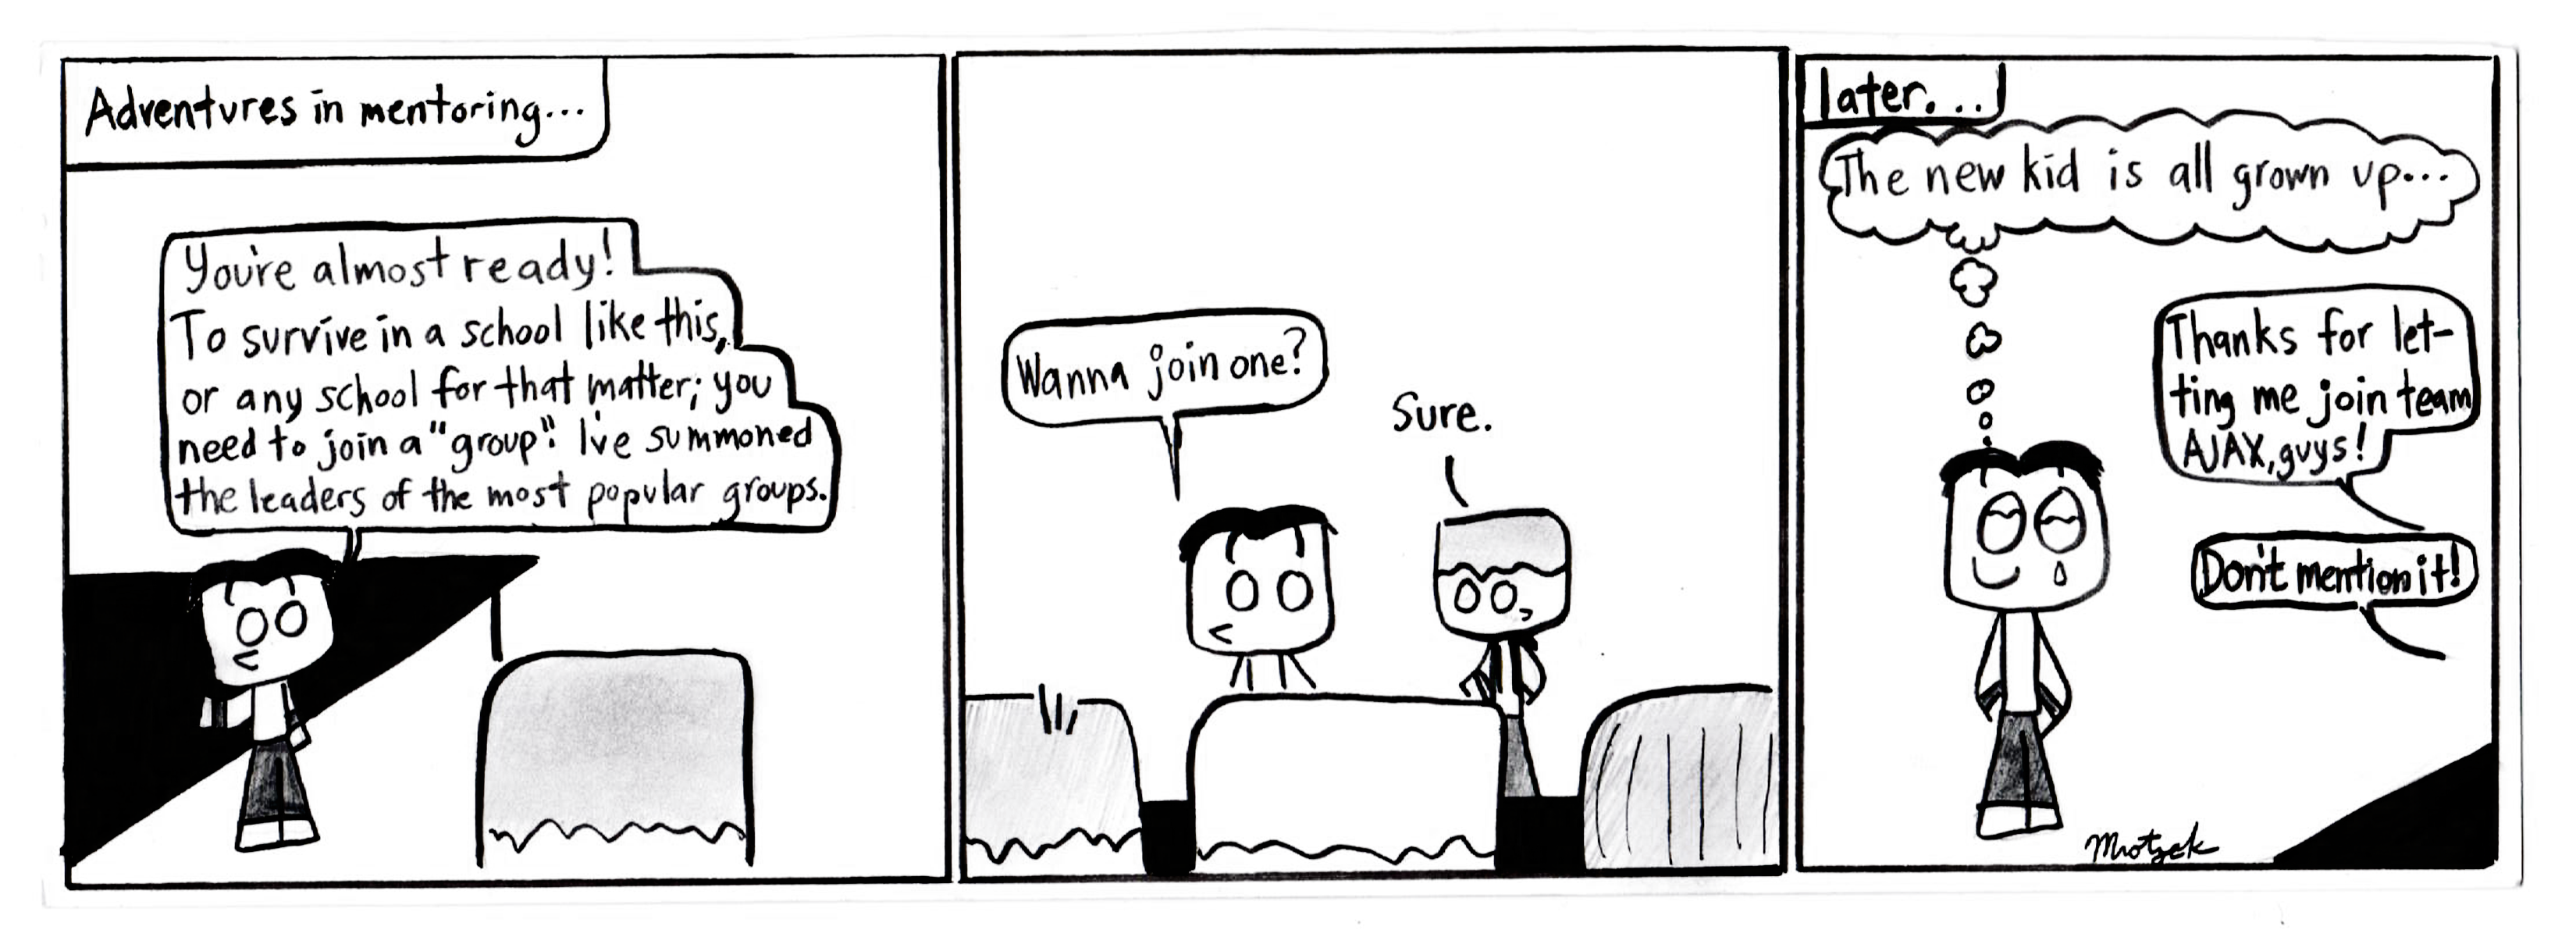 Adventures in mentoring...
You're almost ready!
To survive in a school like this,
or any school for that matter; you
need to join a "group". I've summoned
the leaders of the most popular groups.
Wanna join one?
Sure.
later...
The new kid is all grown up...
Thanks for let-
ting me join team
AJAX, guys!
Don't mention it!
Mrotzek